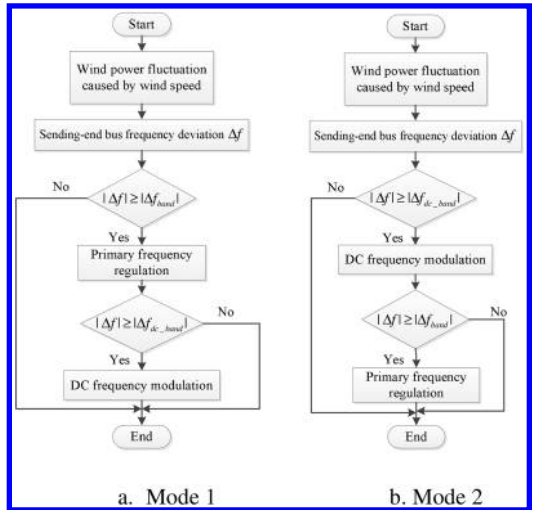 Start
Wind power fluctuation
caused by wind speed
Sending-end bus frequency deviation Δf
No
|Δf| ≥ |Δf_band|
Yes
Primary frequency
regulation
|Δf| ≥ |Δf_dc_band|
No
Yes
DC frequency modulation
End
a. Mode 1
Start
Wind power fluctuation
caused by wind speed
Sending-end bus frequency deviation Δf
No
|Δf| ≥ |Δf_dc_band|
Yes
DC frequency modulation
|Δf| ≥ |Δf_band|
No
Yes
Primary frequency
regulation
End
b. Mode 2